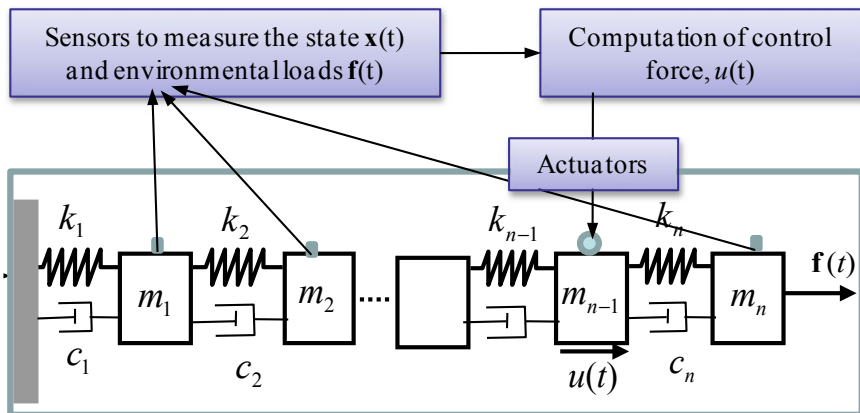 Sensors to measure the state x(t)
and environmental loads f(t)
Computation of control
force, u(t)
Actuators
k₁
k₂
kₙ₋₁
kₙ
f(t)
m₁
m₂
mₙ₋₁
mₙ
c₁
c₂
u(t)
cₙ